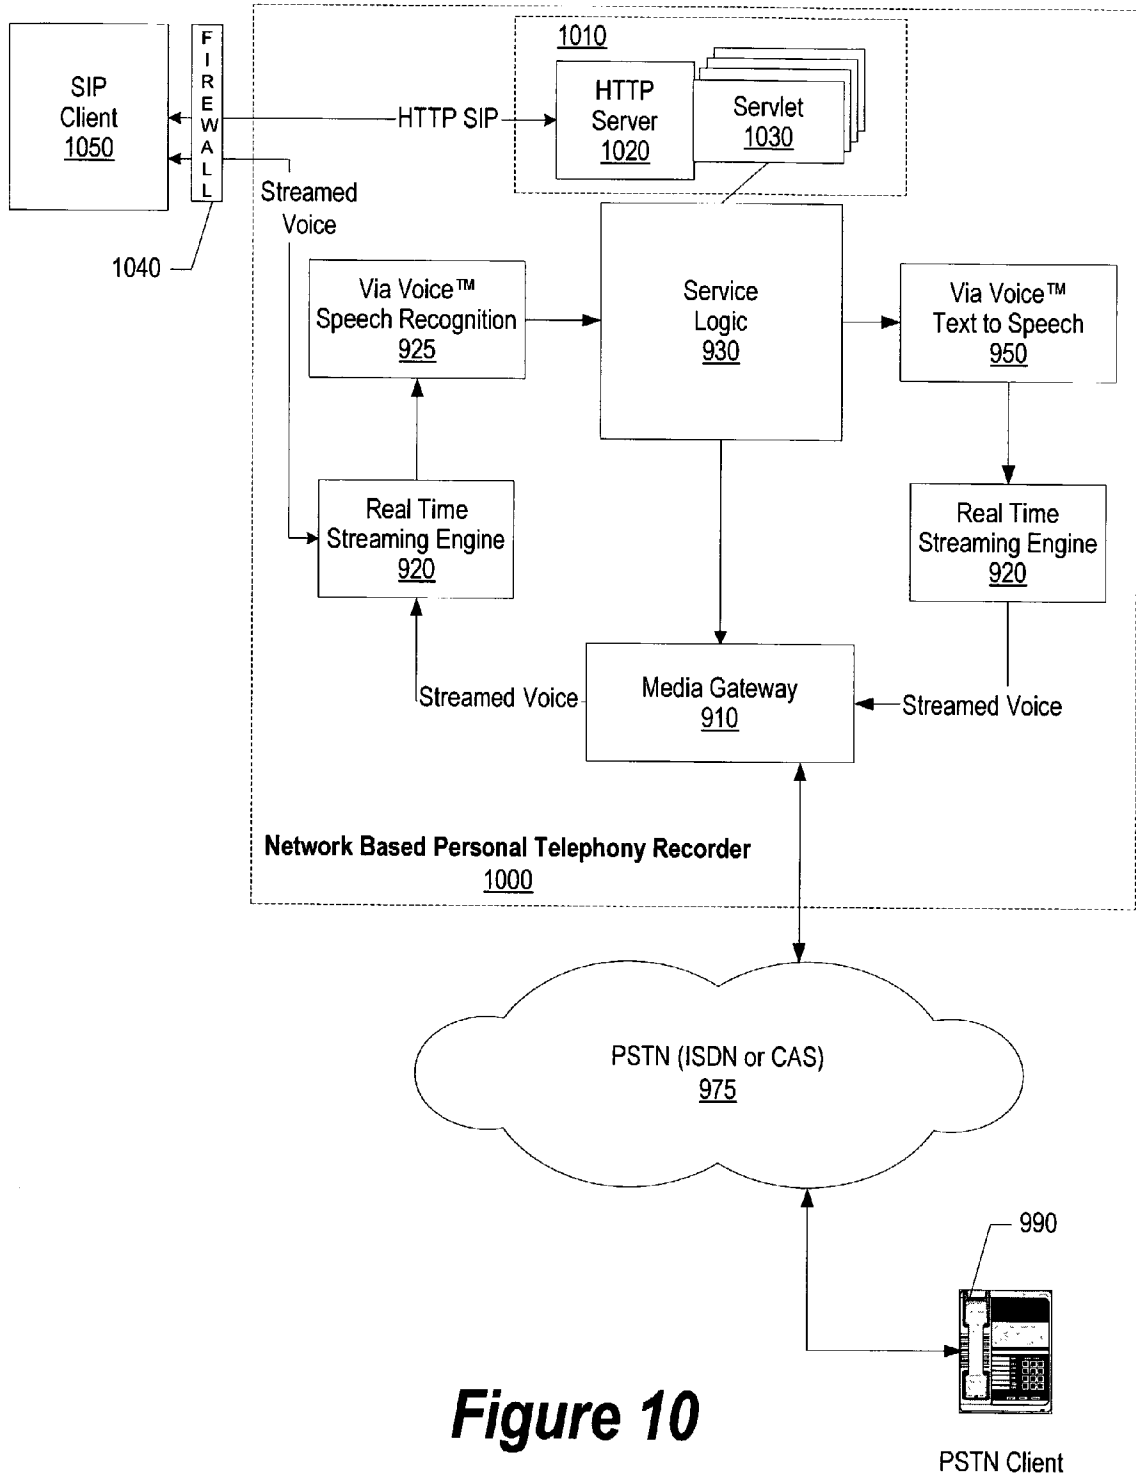 SIP
Client
1050
FIREWALL
1040
HTTP SIP
Streamed
Voice
1010
HTTP
Server
1020
Servlet
1030
Via Voice™
Speech Recognition
925
Service
Logic
930
Via Voice™
Text to Speech
950
Real Time
Streaming Engine
920
Real Time
Streaming Engine
920
Streamed Voice
Media Gateway
910
Streamed Voice
Network Based Personal Telephony Recorder
1000
PSTN (ISDN or CAS)
975
990
PSTN Client
Figure 10